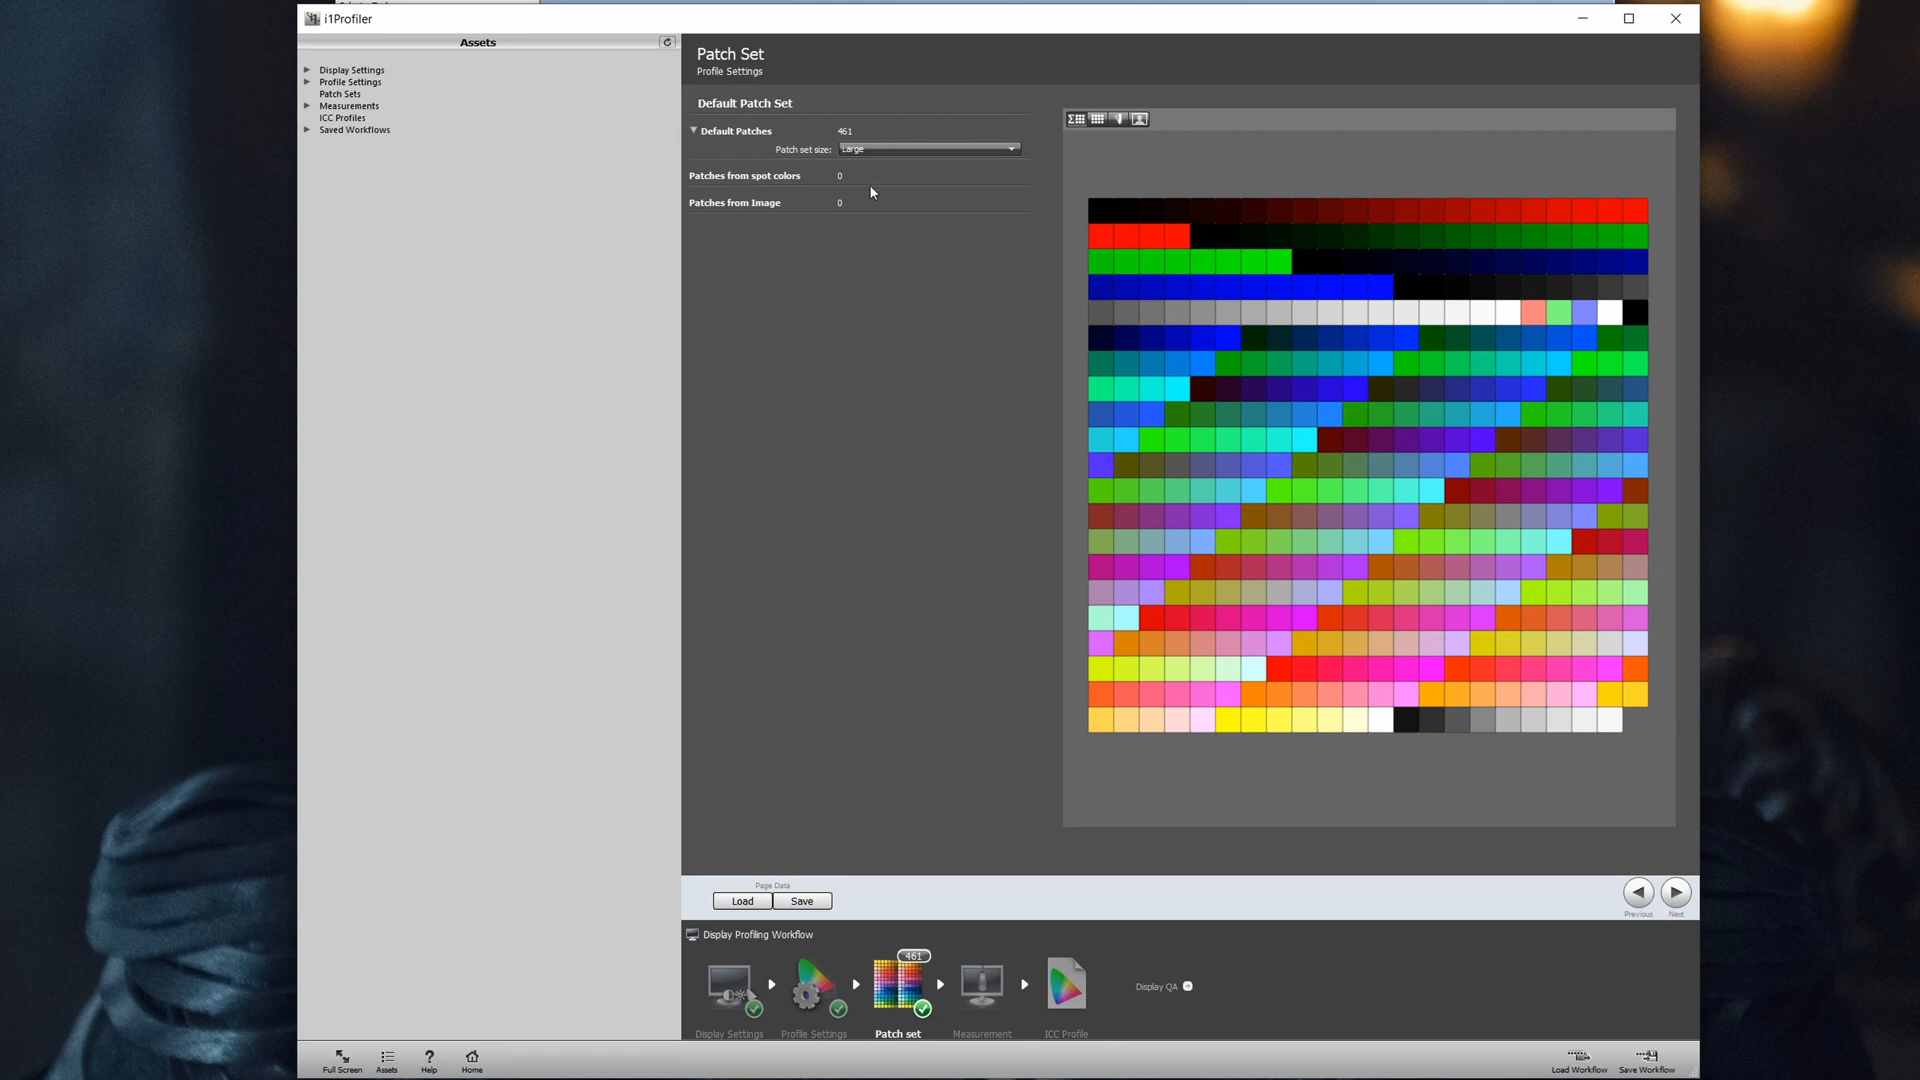 i1Profiler
Assets
Display Settings
Profile Settings
Patch Sets
Measurements
ICC Profiles
Saved Workflows
Patch Set
Profile Settings
Default Patch Set
Default Patches 461
Patch set size: Large
Patches from spot colors 0
Patches from Image 0
Page Data
Load Save
Previous Next
Display Profiling Workflow
461
Display QA
Display Settings Profile Settings Patch set Measurement ICC Profile
Full Screen Assets Help Home Load Workflow Save Workflow